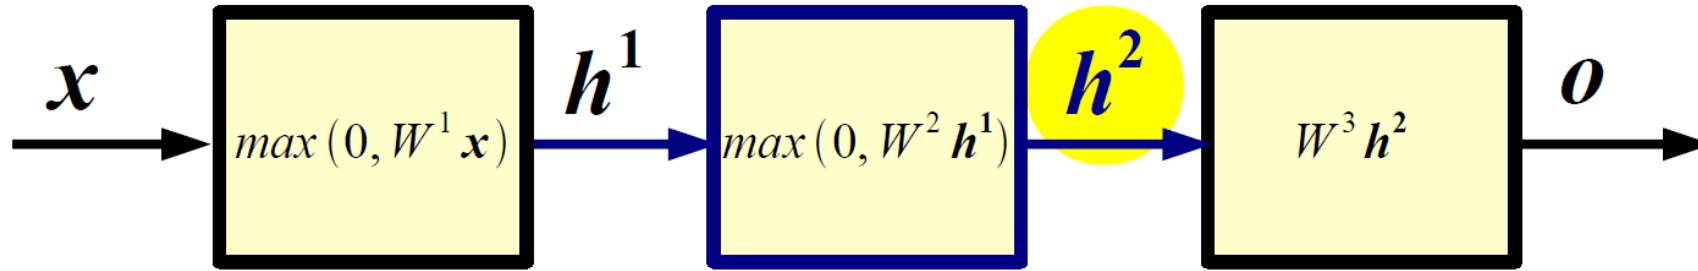 x h¹ h² o
max(0, W¹ x) max(0, W² h¹) W³ h²